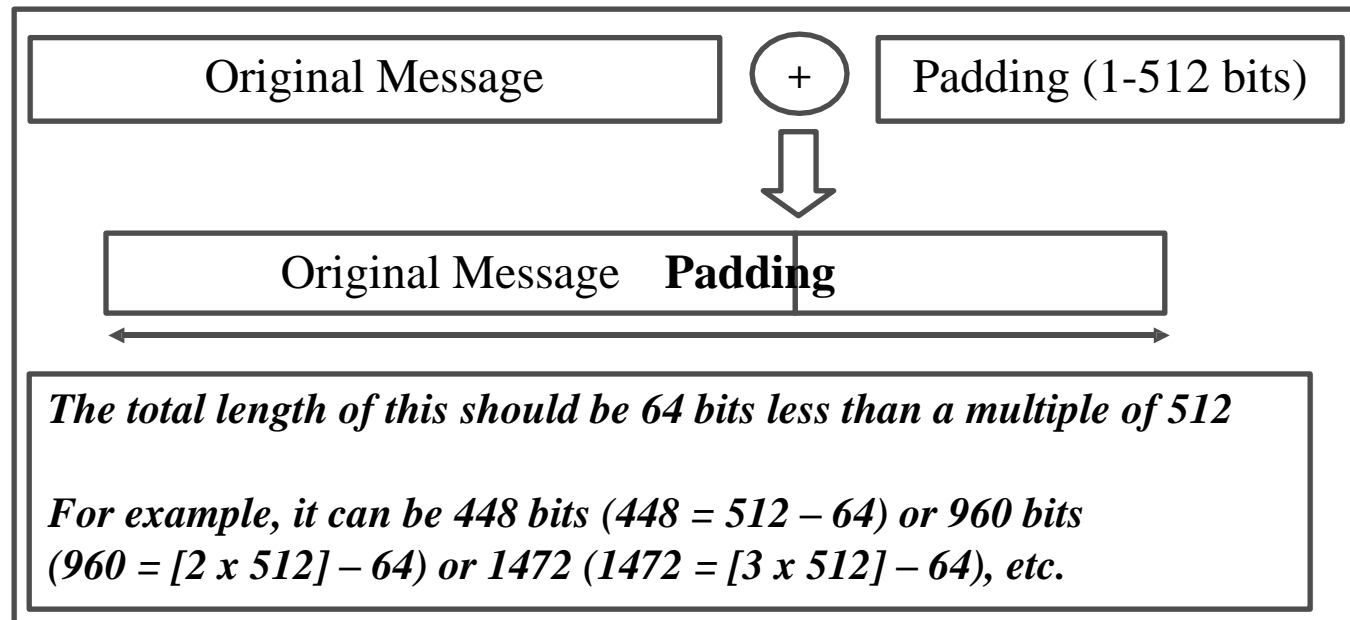 Original Message + Padding (1-512 bits)
Original Message Padding
The total length of this should be 64 bits less than a multiple of 512
For example, it can be 448 bits (448 = 512 – 64) or 960 bits
(960 = [2 x 512] – 64) or 1472 (1472 = [3 x 512] – 64), etc.